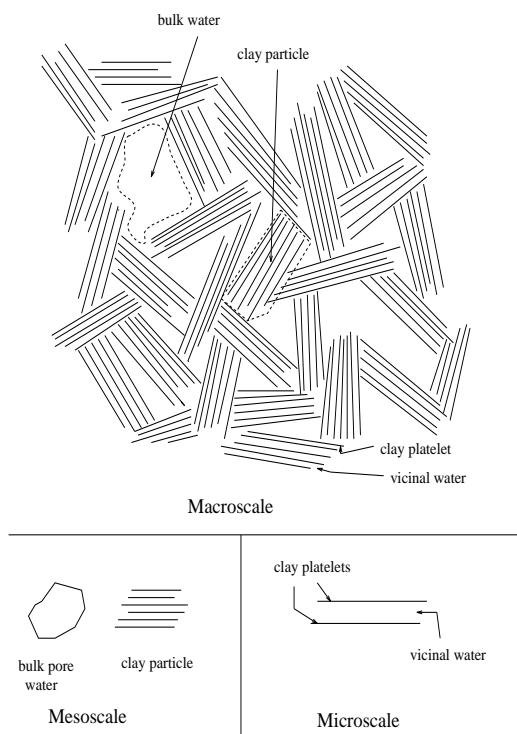 bulk water
clay particle
clay platelet
vicinal water
Macroscale
bulk pore
water
clay particle
Mesoscale
clay platelets
vicinal water
Microscale